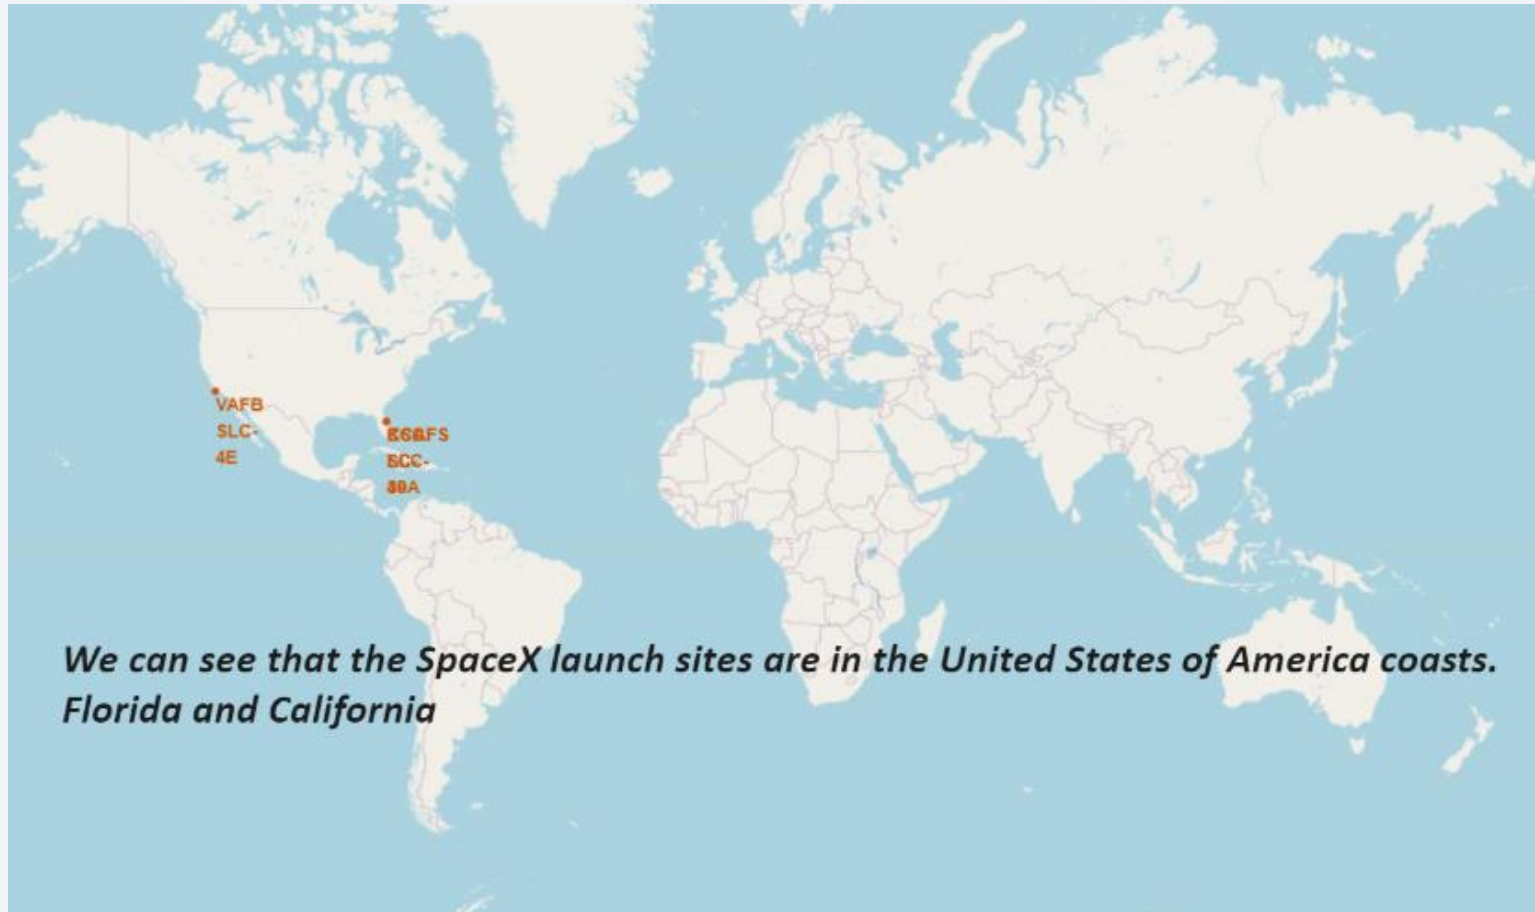 VAFB
SLC-
4E
We can see that the SpaceX launch sites are in the United States of America coasts.
Florida and California